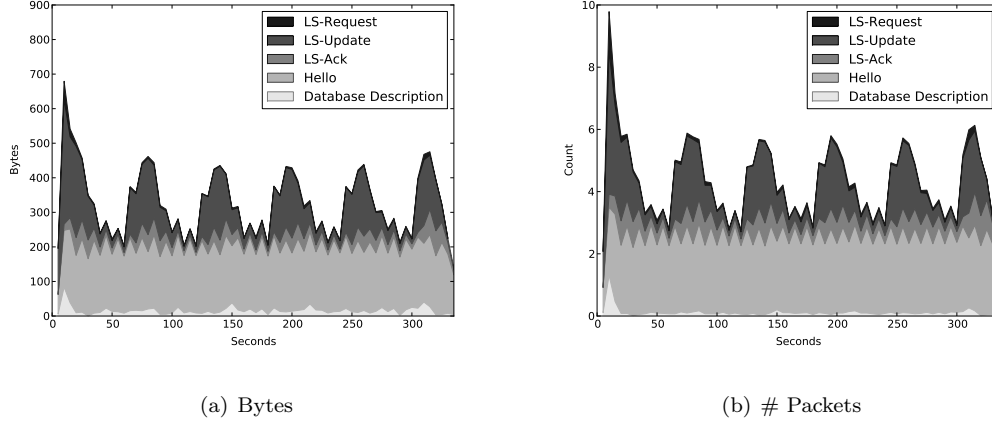 900
800
700
600
500
400
300
200
100
0
Bytes
0 50 100 150 200 250 300
Seconds
LS-Request
LS-Update
LS-Ack
Hello
Database Description
(a) Bytes
10
8
6
4
2
0
Count
0 50 100 150 200 250 300
Seconds
LS-Request
LS-Update
LS-Ack
Hello
Database Description
(b) # Packets